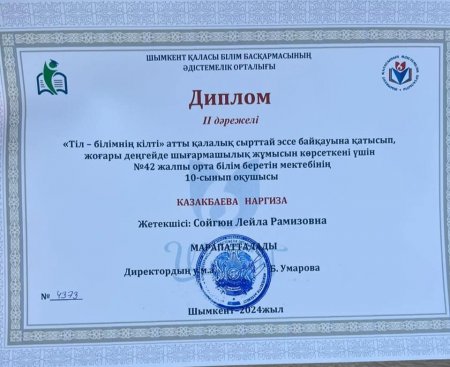 ШЫМКЕНТ ҚАЛАСЫ БІЛІМ БАСҚАРМАСЫНЫҢ
ӘДІСТЕМЕЛІК ОРТАЛЫҒЫ
Диплом
II дәрежелі
«Тіл – білімнің кілті» атты қалалық сырттай эссе байқауына қатысып,
жоғары деңгейде шығармашылық жұмысын көрсеткені үшін
№42 жалпы орта білім беретін мектебінің
10-сынып оқушысы
КАЗАКБАЕВА НАРГИЗА
Жетекшісі: Сойгюн Лейла Рамизовна
МАРАПАТТАЛАДЫ
Директордың у.м.а. Б. Умарова
№ 4373
Шымкент-2024жыл